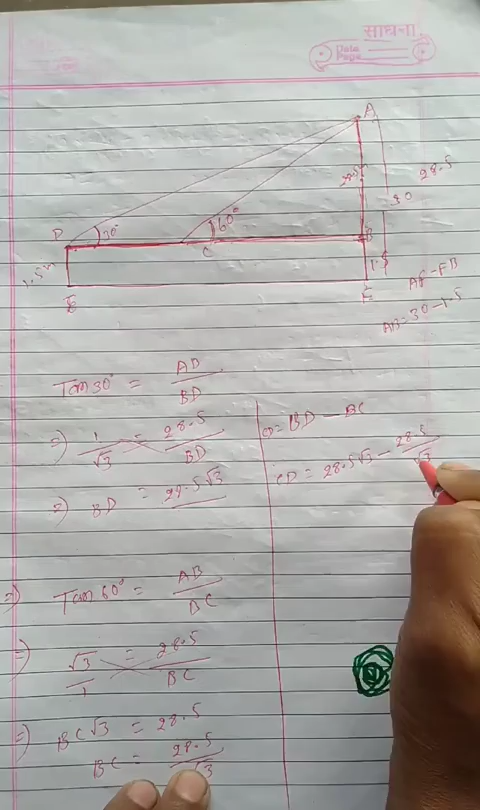 साधना
Date
Page
A
28.5m
28.5
30
D
30°
60°
C
B
1.5m
1.5
E
F
AF-FB
AB=30-1.5
Tan 30° = AB/BD
=> 1/√3 = 28.5/BD
=> BD = 28.5√3
=> Tan 60° = AB/BC
=> √3/1 = 28.5/BC
=> BC√3 = 28.5
BC = 28.5/√3
CD = BD - BC
CD = 28.5√3 - 28.5/√3